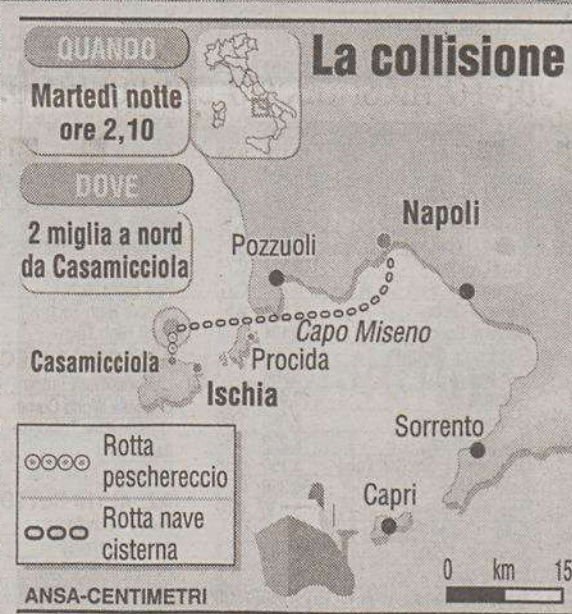 La collisione
QUANDO
Martedì notte
ore 2,10
DOVE
2 miglia a nord
da Casamicciola
Napoli
Pozzuoli
Capo Miseno
Procida
Casamicciola
Ischia
Sorrento
Capri
Rotta
peschereccio
Rotta nave
cisterna
0 km 15
ANSA-CENTIMETRI